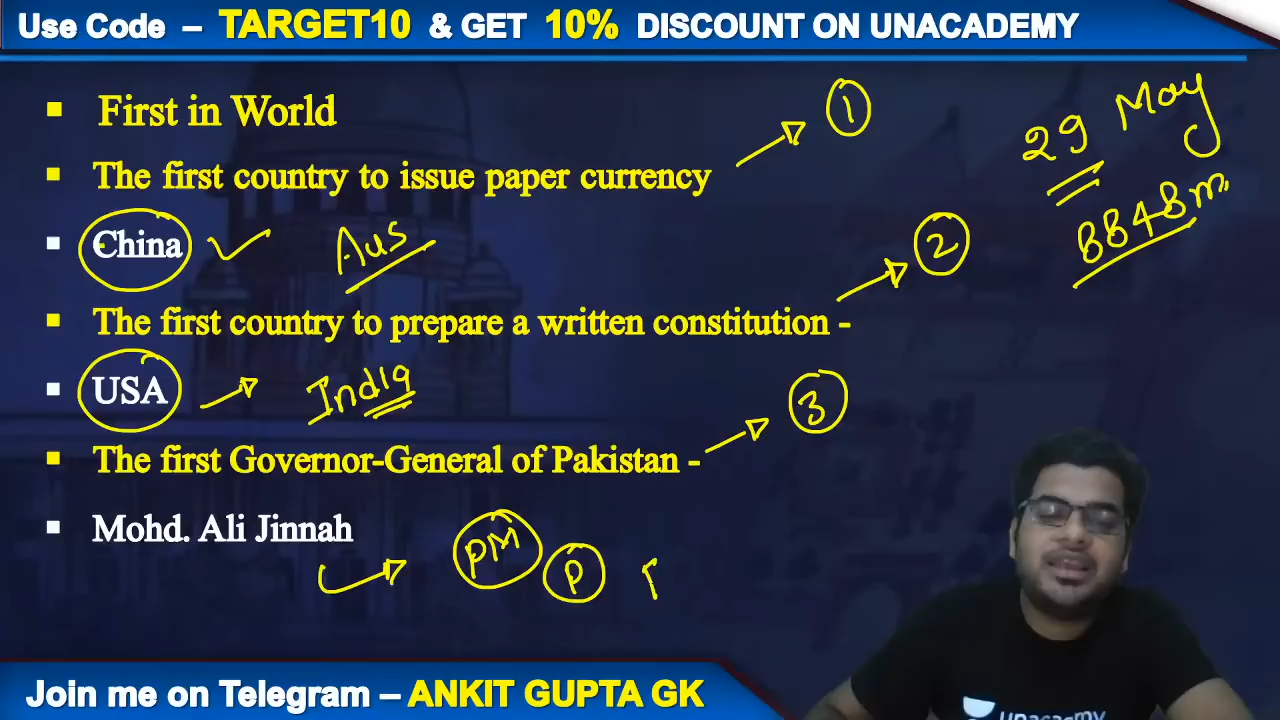 Use Code – TARGET10 & GET 10% DISCOUNT ON UNACADEMY
First in World
1
29 May
The first country to issue paper currency
8848m
China
Aus
2
The first country to prepare a written constitution -
USA
India
3
The first Governor-General of Pakistan -
Mohd. Ali Jinnah
PM
P
Join me on Telegram – ANKIT GUPTA GK
unacademy